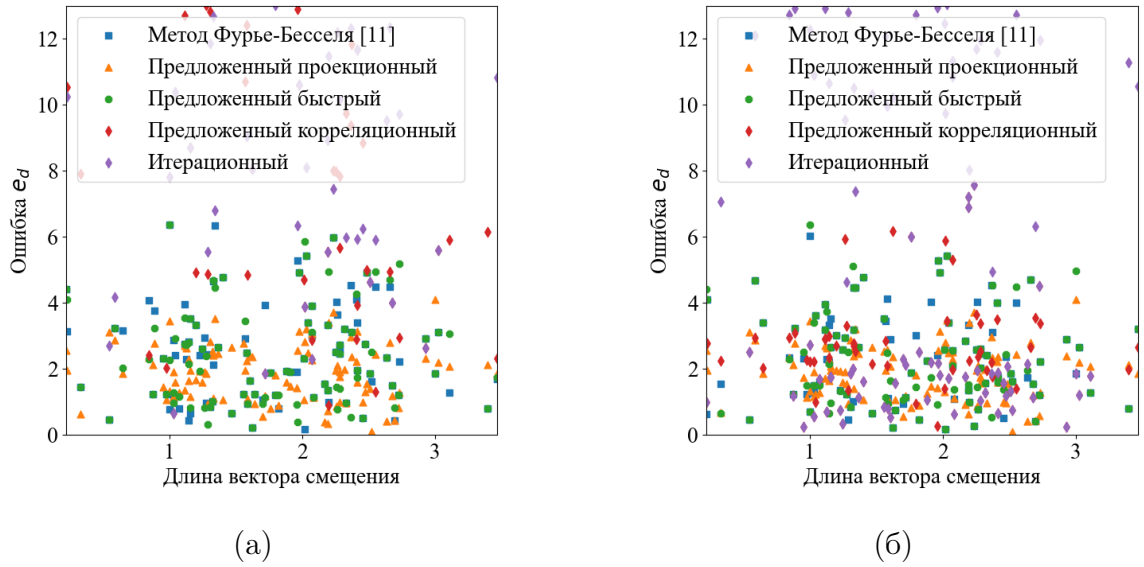 12
10
8
6
4
2
0
Ошибка e_d
Метод Фурье-Бесселя [11]
Предложенный проекционный
Предложенный быстрый
Предложенный корреляционный
Итерационный
1
2
3
Длина вектора смещения
(а)
12
10
8
6
4
2
0
Ошибка e_d
Метод Фурье-Бесселя [11]
Предложенный проекционный
Предложенный быстрый
Предложенный корреляционный
Итерационный
1
2
3
Длина вектора смещения
(б)